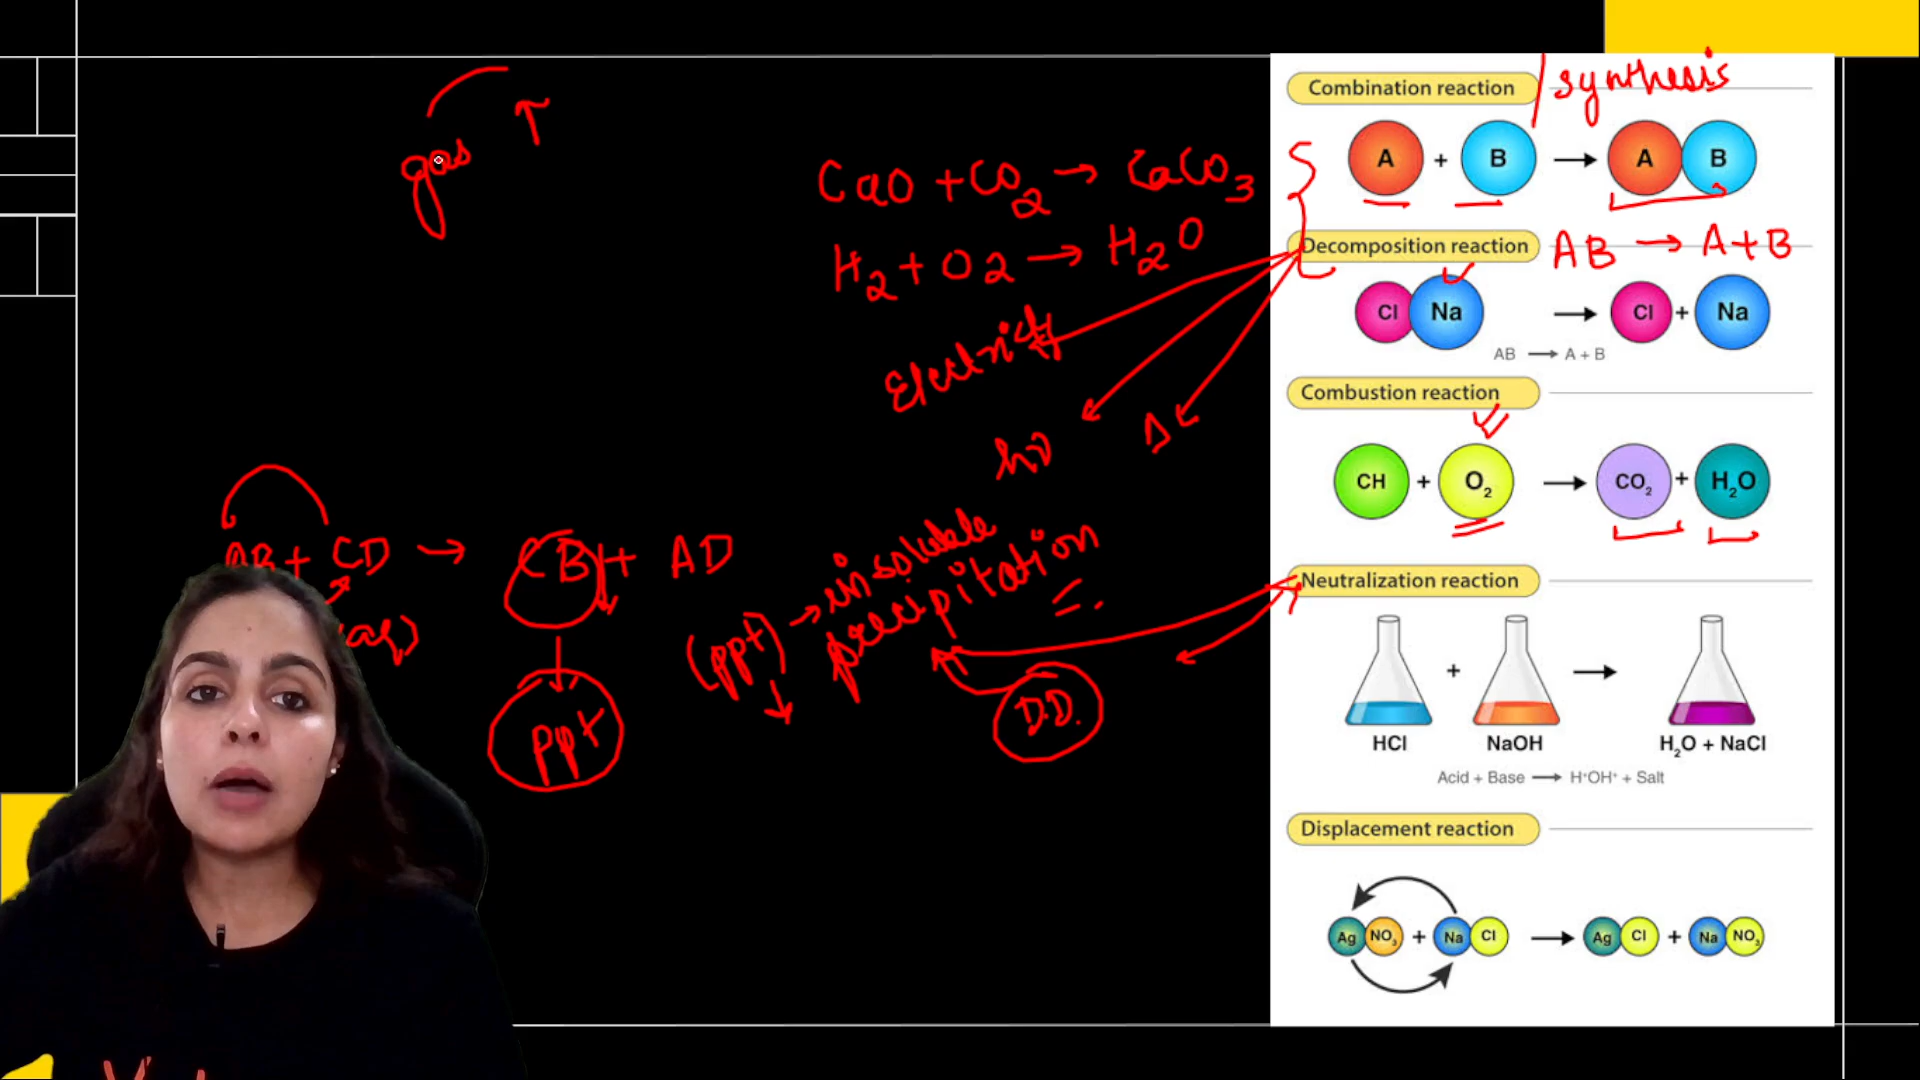 gas ↑
CaO + CO2 → CaCO3
H2 + O2 → H2O
hν
Δ
AB + CD → CB↓ + AD
(aq)
ppt
(ppt) → insoluble
↓
precipitation
D.D.
Combination reaction / synthesis
A + B → A B
Decomposition reaction AB → A+B
Cl Na → Cl + Na
AB → A + B
Combustion reaction
CH + O2 → CO2 + H2O
Neutralization reaction
+ →
HCl NaOH H2O + NaCl
Acid + Base → H+OH+ + Salt
Displacement reaction
Ag NO3 + Na Cl → Ag Cl + Na NO3